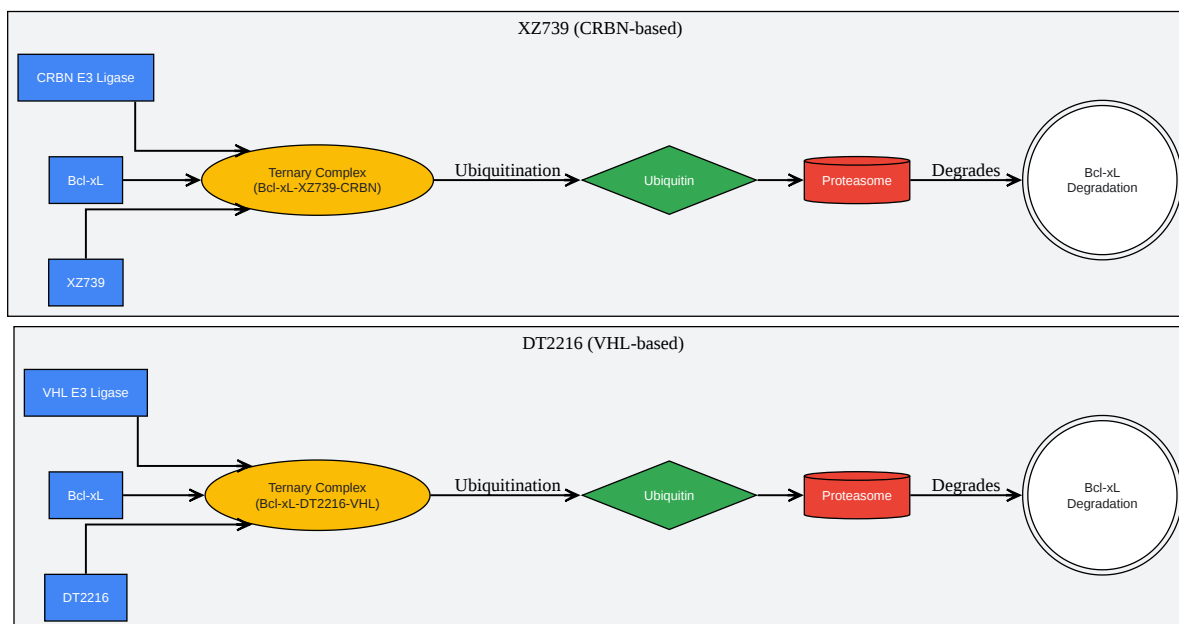 XZ739 (CRBN-based)
CRBN E3 Ligase
Bcl-xL
XZ739
Ternary Complex
(Bcl-xL-XZ739-CRBN)
Ubiquitination
Ubiquitin
Proteasome
Degrades
Bcl-xL
Degradation
DT2216 (VHL-based)
VHL E3 Ligase
Bcl-xL
DT2216
Ternary Complex
(Bcl-xL-DT2216-VHL)
Ubiquitination
Ubiquitin
Proteasome
Degrades
Bcl-xL
Degradation